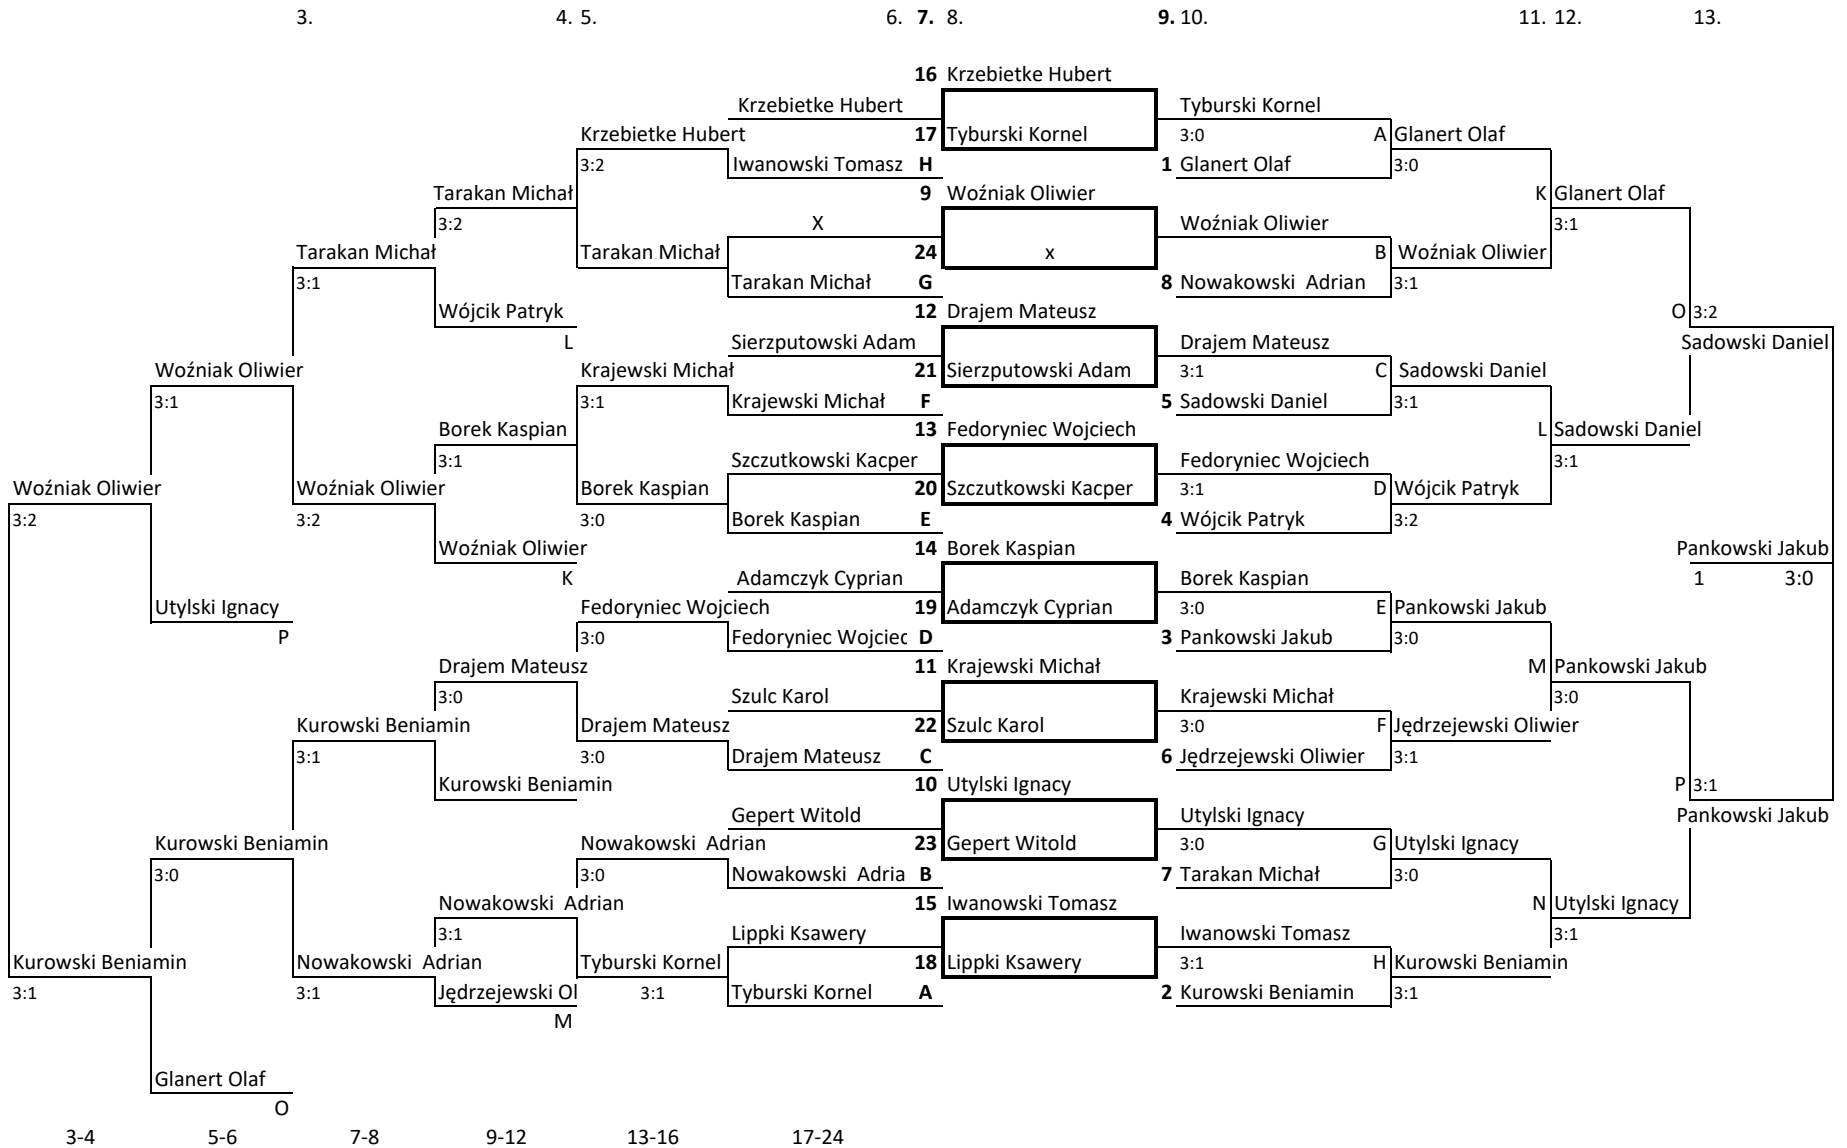 3. 4. 5. 6. 7. 8. 9. 10. 11. 12. 13.
16 Krzebietke Hubert
Krzebietke Hubert Tyburski Kornel
Krzebietke Hubert 17 Tyburski Kornel 3:0 A Glanert Olaf
3:2 Iwanowski Tomasz H 1 Glanert Olaf 3:0
Tarakan Michał 9 Woźniak Oliwier K Glanert Olaf
3:2 X Woźniak Oliwier 3:1
Tarakan Michał Tarakan Michał 24 x B Woźniak Oliwier
3:1 Tarakan Michał G 8 Nowakowski Adrian 3:1
Wójcik Patryk 12 Drajem Mateusz O 3:2
L Sierzputowski Adam Drajem Mateusz Sadowski Daniel
Woźniak Oliwier Krajewski Michał 21 Sierzputowski Adam 3:1 C Sadowski Daniel
3:1 3:1 Krajewski Michał F 5 Sadowski Daniel 3:1
Borek Kaspian 13 Fedoryniec Wojciech L Sadowski Daniel
3:1 Szczutkowski Kacper Fedoryniec Wojciech 3:1
Woźniak Oliwier Woźniak Oliwier Borek Kaspian 20 Szczutkowski Kacper 3:1 D Wójcik Patryk
3:2 3:2 3:0 Borek Kaspian E 4 Wójcik Patryk 3:2
Woźniak Oliwier 14 Borek Kaspian Pankowski Jakub
K Adamczyk Cyprian Borek Kaspian 1 3:0
Utylski Ignacy Fedoryniec Wojciech 19 Adamczyk Cyprian 3:0 E Pankowski Jakub
P 3:0 Fedoryniec Wojciec D 3 Pankowski Jakub 3:0
Drajem Mateusz 11 Krajewski Michał M Pankowski Jakub
3:0 Szulc Karol Krajewski Michał 3:0
Kurowski Beniamin Drajem Mateusz 22 Szulc Karol 3:0 F Jędrzejewski Oliwier
3:1 3:0 Drajem Mateusz C 6 Jędrzejewski Oliwier 3:1
Kurowski Beniamin 10 Utylski Ignacy P 3:1
Gepert Witold Utylski Ignacy Pankowski Jakub
Kurowski Beniamin Nowakowski Adrian 23 Gepert Witold 3:0 G Utylski Ignacy
3:0 3:0 Nowakowski Adria B 7 Tarakan Michał 3:0
Nowakowski Adrian 15 Iwanowski Tomasz N Utylski Ignacy
3:1 Lippki Ksawery Iwanowski Tomasz 3:1
Kurowski Beniamin Nowakowski Adrian Tyburski Kornel 18 Lippki Ksawery 3:1 H Kurowski Beniamin
3:1 3:1 Jędrzejewski Ol 3:1 Tyburski Kornel A 2 Kurowski Beniamin 3:1
M
Glanert Olaf
O
3-4 5-6 7-8 9-12 13-16 17-24